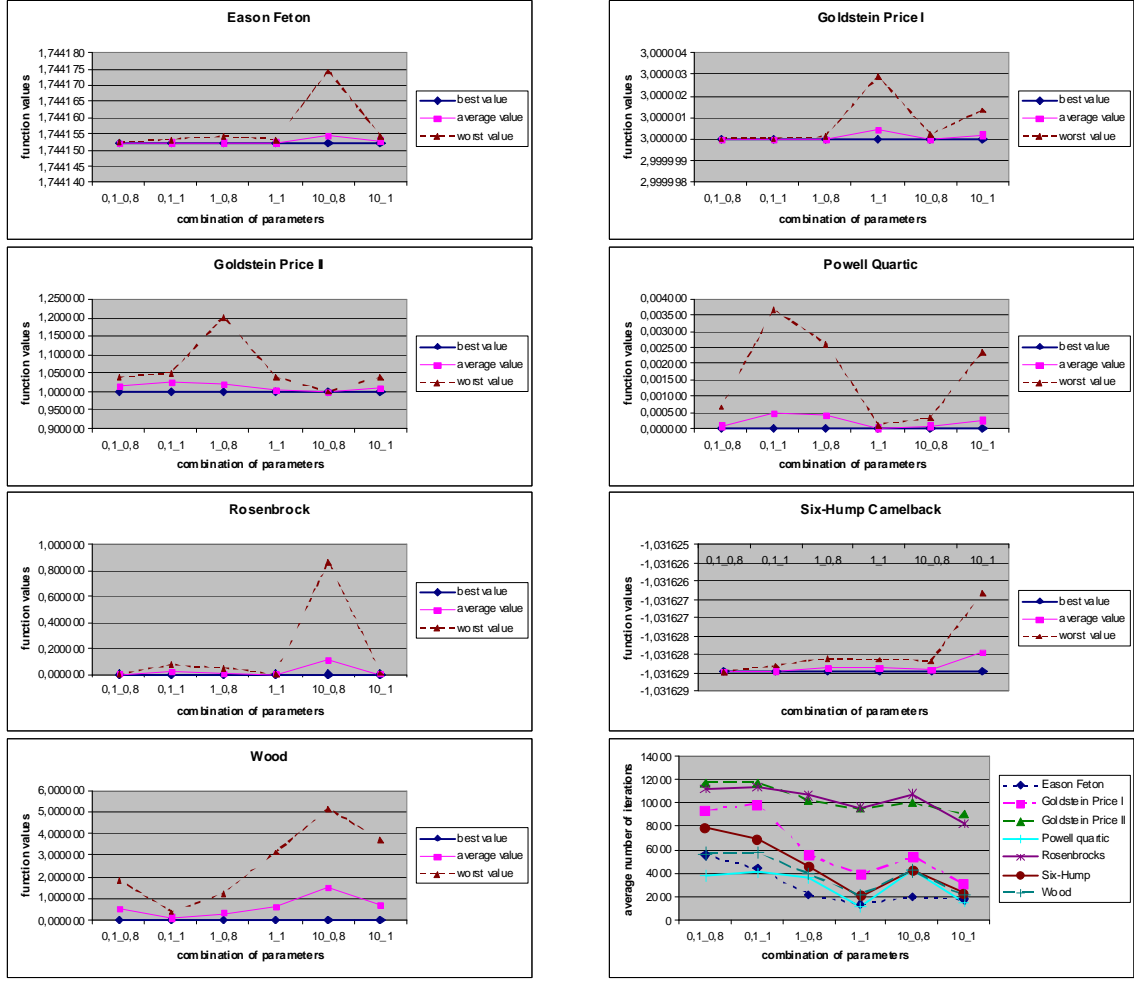 Eason Feton
function values
1,744180
1,744175
1,744170
1,744165
1,744160
1,744155
1,744150
1,744145
1,744140
0,1_0,8 0,1_1 1_0,8 1_1 10_0,8 10_1
combination of parameters
best value
average value
worst value
Goldstein Price I
function values
3,000004
3,000003
3,000002
3,000001
3,000000
2,999999
2,999998
0,1_0,8 0,1_1 1_0,8 1_1 10_0,8 10_1
combination of parameters
best value
average value
worst value
Goldstein Price II
function values
1,250000
1,200000
1,150000
1,100000
1,050000
1,000000
0,950000
0,900000
0,1_0,8 0,1_1 1_0,8 1_1 10_0,8 10_1
combination of parameters
best value
average value
worst value
Powell Quartic
function values
0,004000
0,003500
0,003000
0,002500
0,002000
0,001500
0,001000
0,000500
0,000000
0,1_0,8 0,1_1 1_0,8 1_1 10_0,8 10_1
combination of parameters
best value
average value
worst value
Rosenbrock
function values
1,000000
0,800000
0,600000
0,400000
0,200000
0,000000
0,1_0,8 0,1_1 1_0,8 1_1 10_0,8 10_1
combination of parameters
best value
average value
worst value
Six-Hump Camelback
function values
-1,031625
-1,031626
-1,031626
-1,031627
-1,031627
-1,031628
-1,031628
-1,031629
-1,031629
0,1_0,8 0,1_1 1_0,8 1_1 10_0,8 10_1
combination of parameters
best value
average value
worst value
Wood
function values
6,000000
5,000000
4,000000
3,000000
2,000000
1,000000
0,000000
0,1_0,8 0,1_1 1_0,8 1_1 10_0,8 10_1
combination of parameters
best value
average value
worst value
average number of iterations
14000
12000
10000
8000
6000
4000
2000
0
0,1_0,8 0,1_1 1_0,8 1_1 10_0,8 10_1
combination of parameters
Eason Feton
Goldstein Price I
Goldstein Price II
Powell quartic
Rosenbrocks
Six-Hump
Wood